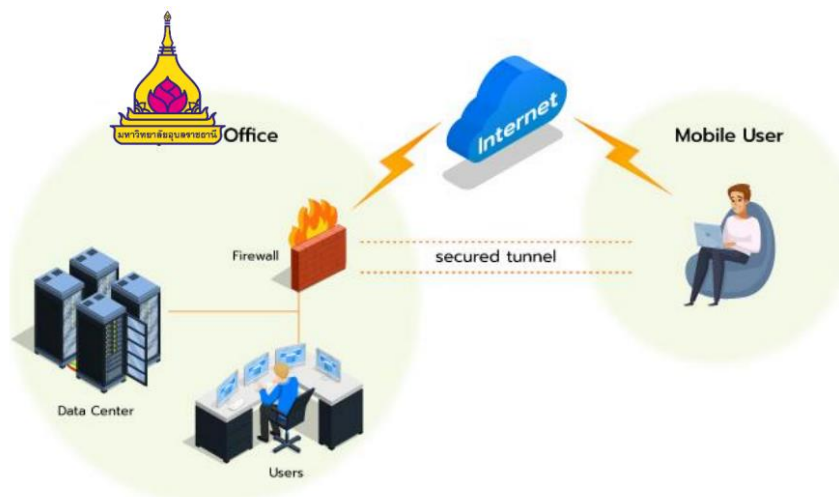 มหาวิทยาลัยอุบลราชธานี
Office
Internet
Mobile User
Firewall
secured tunnel
Data Center
Users